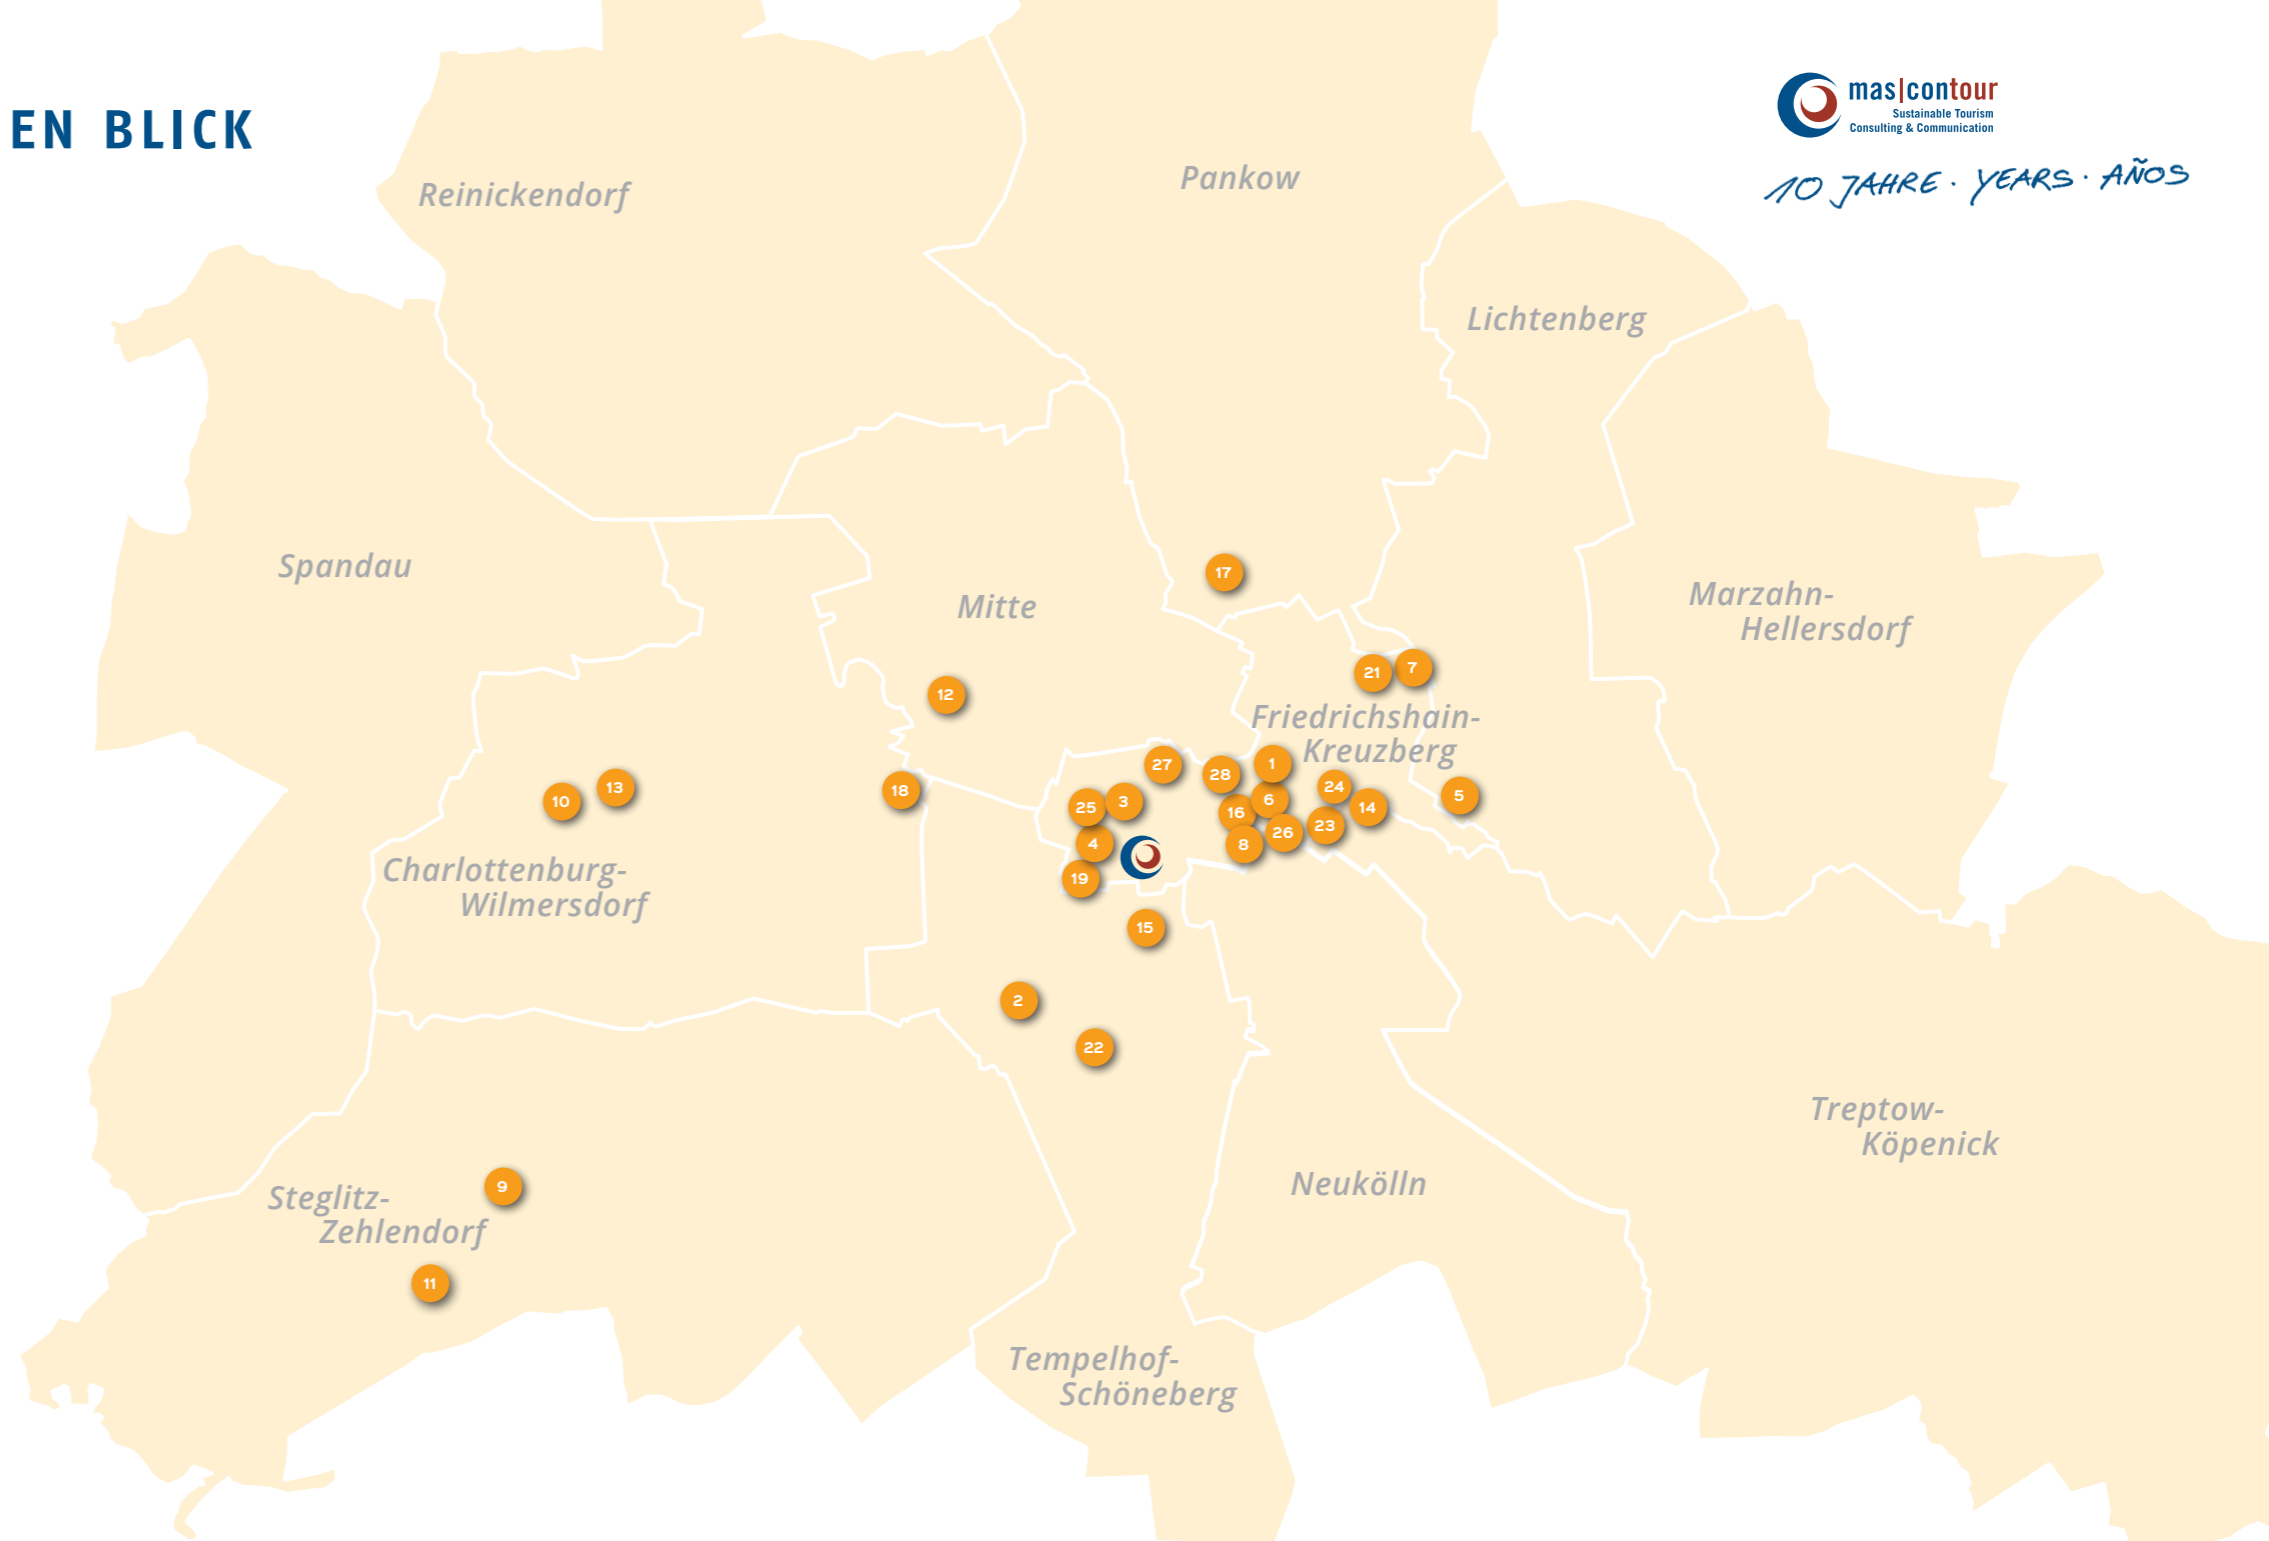 EN BLICK
mas|contour
Sustainable Tourism
Consulting & Communication
10 JAHRE · YEARS · AÑOS
Reinickendorf
Pankow
Lichtenberg
Spandau
Mitte
Marzahn-
Hellersdorf
17
21
7
12
Friedrichshain-
Kreuzberg
27
28
1
10
13
18
25
3
16
6
24
14
5
4
8
26
23
19
Charlottenburg-
Wilmersdorf
15
2
22
Treptow-
Köpenick
Neukölln
9
Steglitz-
Zehlendorf
11
Tempelhof-
Schöneberg